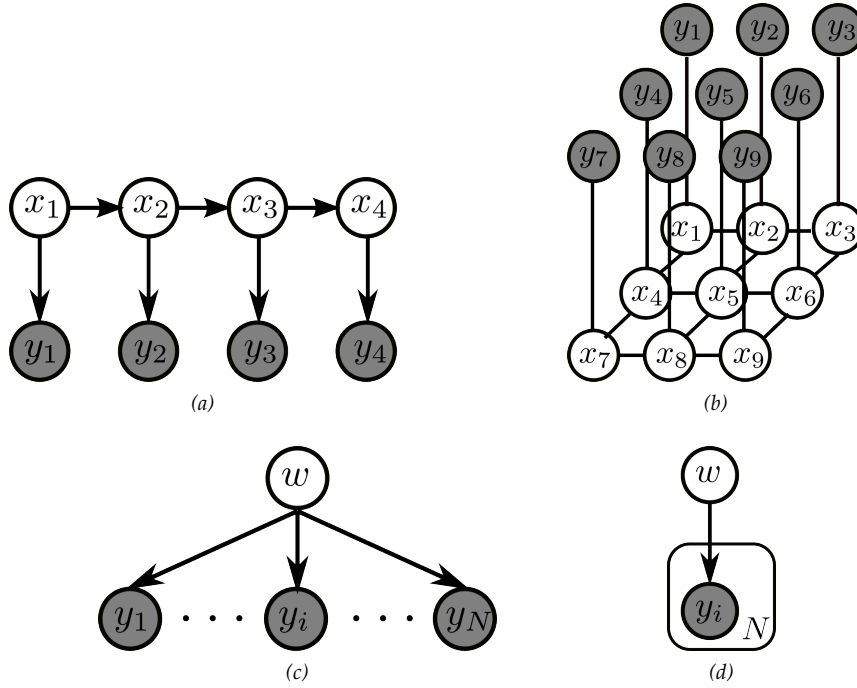 x1 x2 x3 x4
y1 y2 y3 y4
(a)
y1 y2 y3
y4 y5 y6
y7 y8 y9
x1 x2 x3
x4 x5 x6
x7 x8 x9
(b)
w
y1 · · · yi · · · yN
(c)
w
yi N
(d)